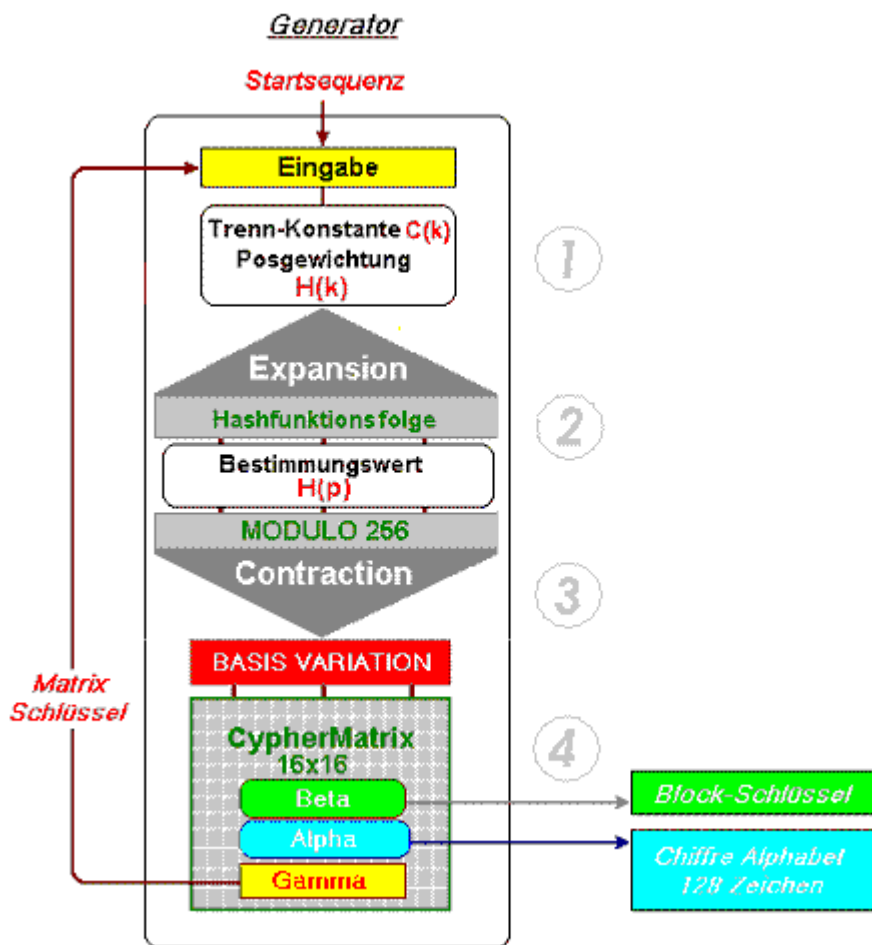 Generator
Startsequenz
Eingabe
Trenn-Konstante C(k)
Posgewichtung
H(k)
1
Expansion
Hashfunktionsfolge
2
Bestimmungswert
H(p)
MODULO 256
Contraction
3
BASIS VARIATION
Matrix
Schlüssel
CypherMatrix
16x16
4
Beta
Block-Schlüssel
Alpha
Chiffre Alphabet
128 Zeichen
Gamma